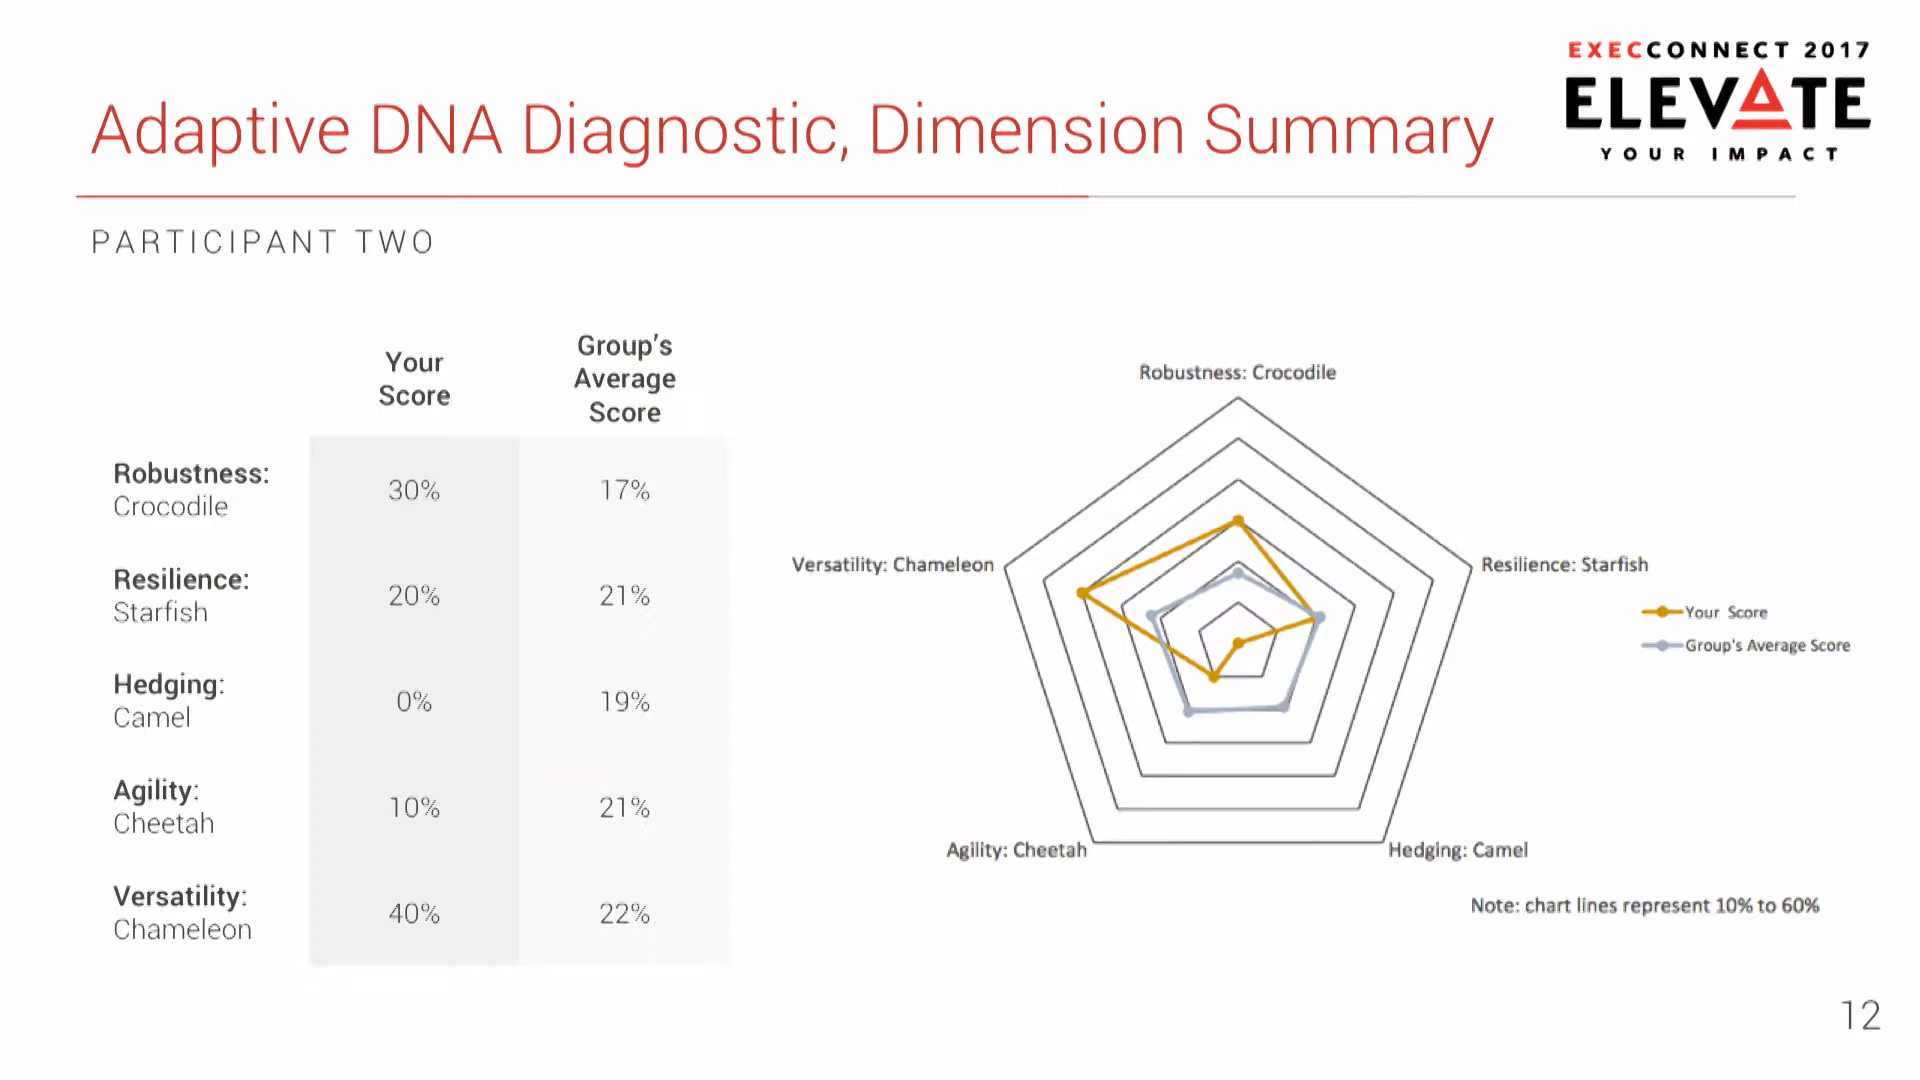 EXECCONNECT 2017
ELEVATE
YOUR IMPACT
Adaptive DNA Diagnostic, Dimension Summary
PARTICIPANT TWO
Your
Score
Group's
Average
Score
Robustness:
Crocodile
30%
17%
Resilience:
Starfish
20%
21%
Hedging:
Camel
0%
19%
Agility:
Cheetah
10%
21%
Versatility:
Chameleon
40%
22%
Robustness: Crocodile
Versatility: Chameleon
Resilience: Starfish
Your Score
Group's Average Score
Agility: Cheetah
Hedging: Camel
Note: chart lines represent 10% to 60%
12